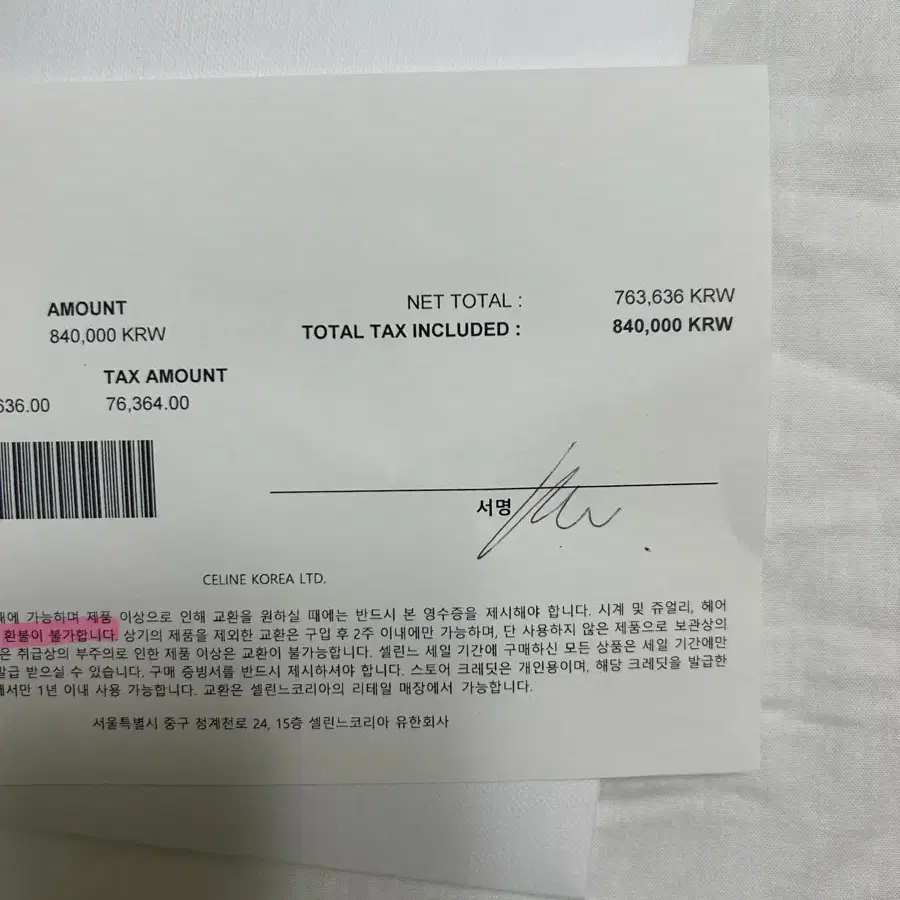 AMOUNT
840,000 KRW
NET TOTAL : 763,636 KRW
TOTAL TAX INCLUDED : 840,000 KRW
TAX AMOUNT
636.00 76,364.00
서명
CELINE KOREA LTD.
때에 가능하며 제품 이상으로 인해 교환을 원하실 때에는 반드시 본 영수증을 제시해야 합니다. 시계 및 쥬얼리, 헤어
환불이 불가합니다. 상기의 제품을 제외한 교환은 구입 후 2주 이내에만 가능하며, 단 사용하지 않은 제품으로 보관상의
은 취급상의 부주의로 인한 제품 이상은 교환이 불가능합니다. 셀린느 세일 기간에 구매하신 모든 상품은 세일 기간에만
발급 받으실 수 있습니다. 구매 증빙서를 반드시 제시하셔야 합니다. 스토어 크레딧은 개인용이며, 해당 크레딧을 발급한
에서만 1년 이내 사용 가능합니다. 교환은 셀린느코리아의 리테일 매장에서 가능합니다.
서울특별시 중구 청계천로 24, 15층 셀린느코리아 유한회사